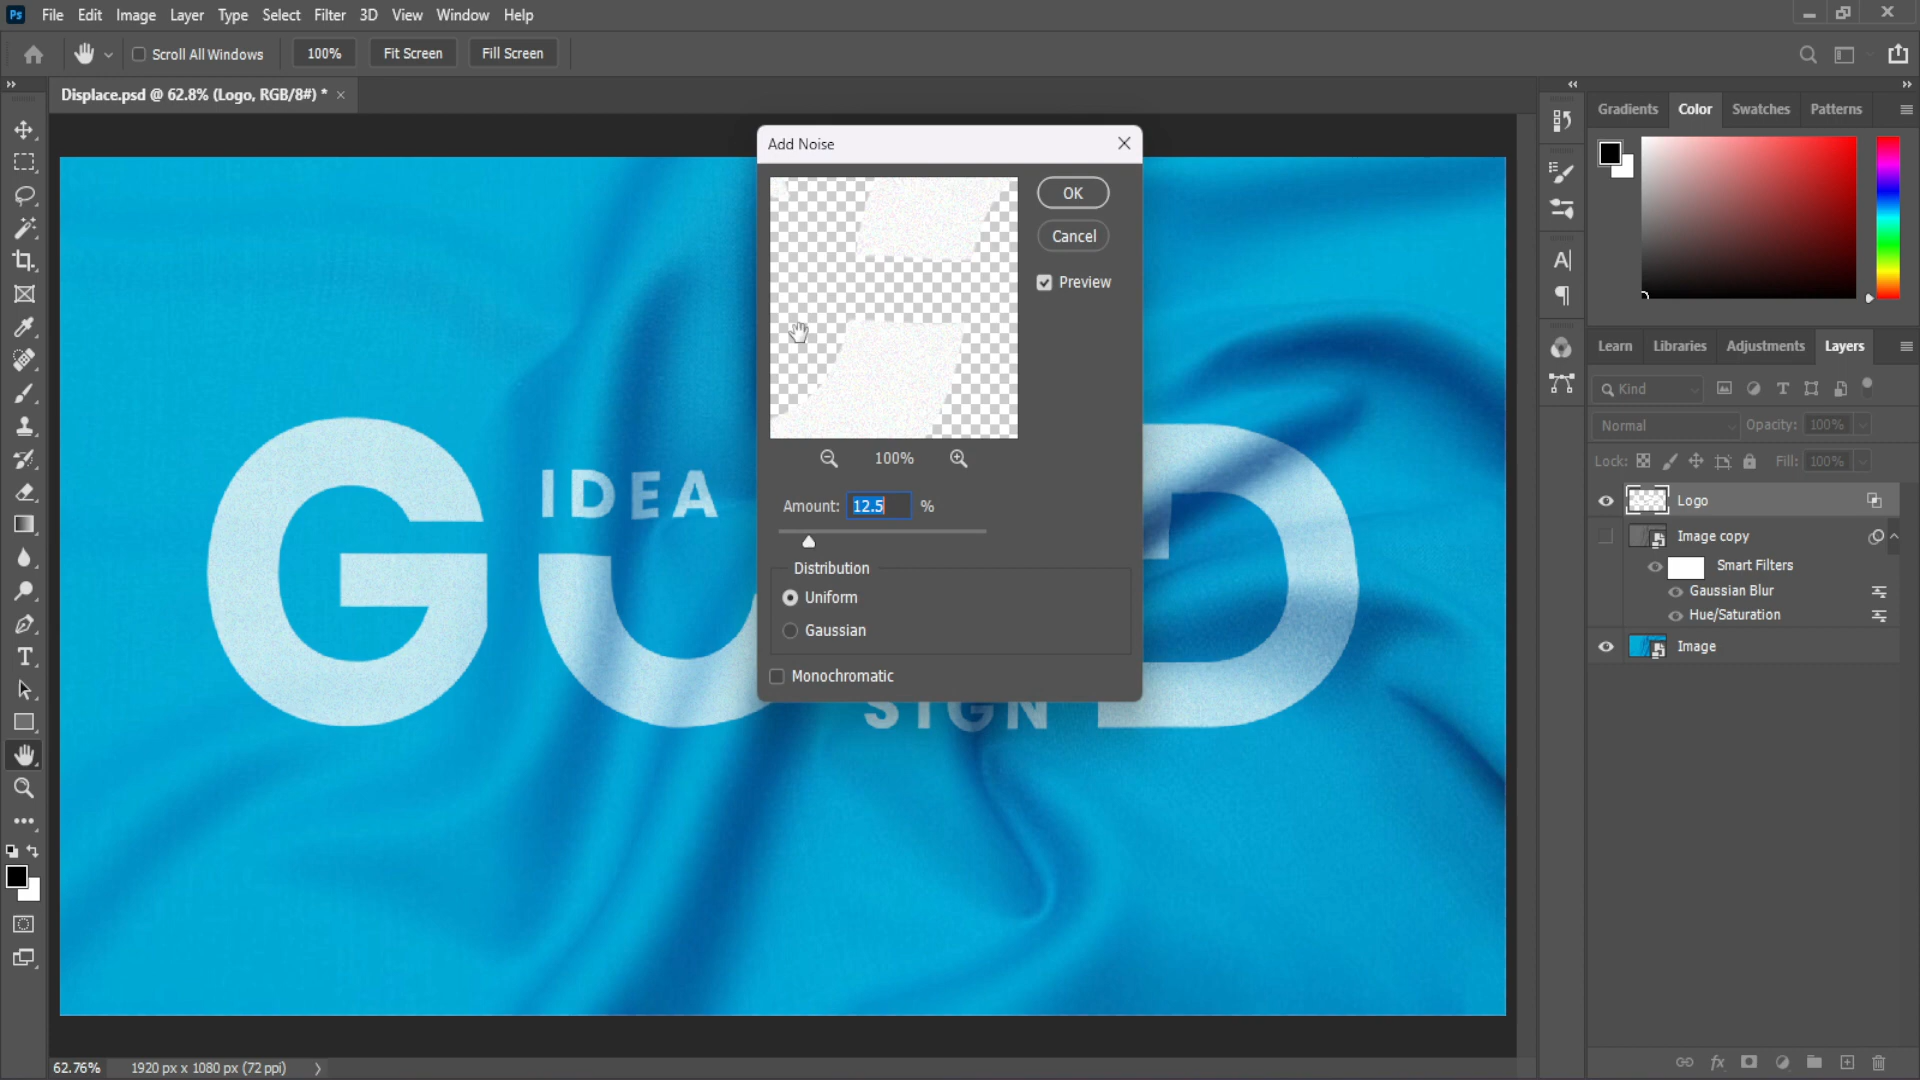 Ps File Edit Image Layer Type Select Filter 3D View Window Help
Scroll All Windows 100% Fit Screen Fill Screen
Displace.psd @ 62.8% (Logo, RGB/8#) * ×
Add Noise
OK
Cancel
Preview
100%
Amount: 12.5 %
Distribution
Uniform
Gaussian
Monochromatic
G IDEA U D
SIGN
Gradients Color Swatches Patterns
Learn Libraries Adjustments Layers
Kind
Normal Opacity: 100%
Lock: Fill: 100%
Logo
Image copy
Smart Filters
Gaussian Blur
Hue/Saturation
Image
62.76% 1920 px x 1080 px (72 ppi)